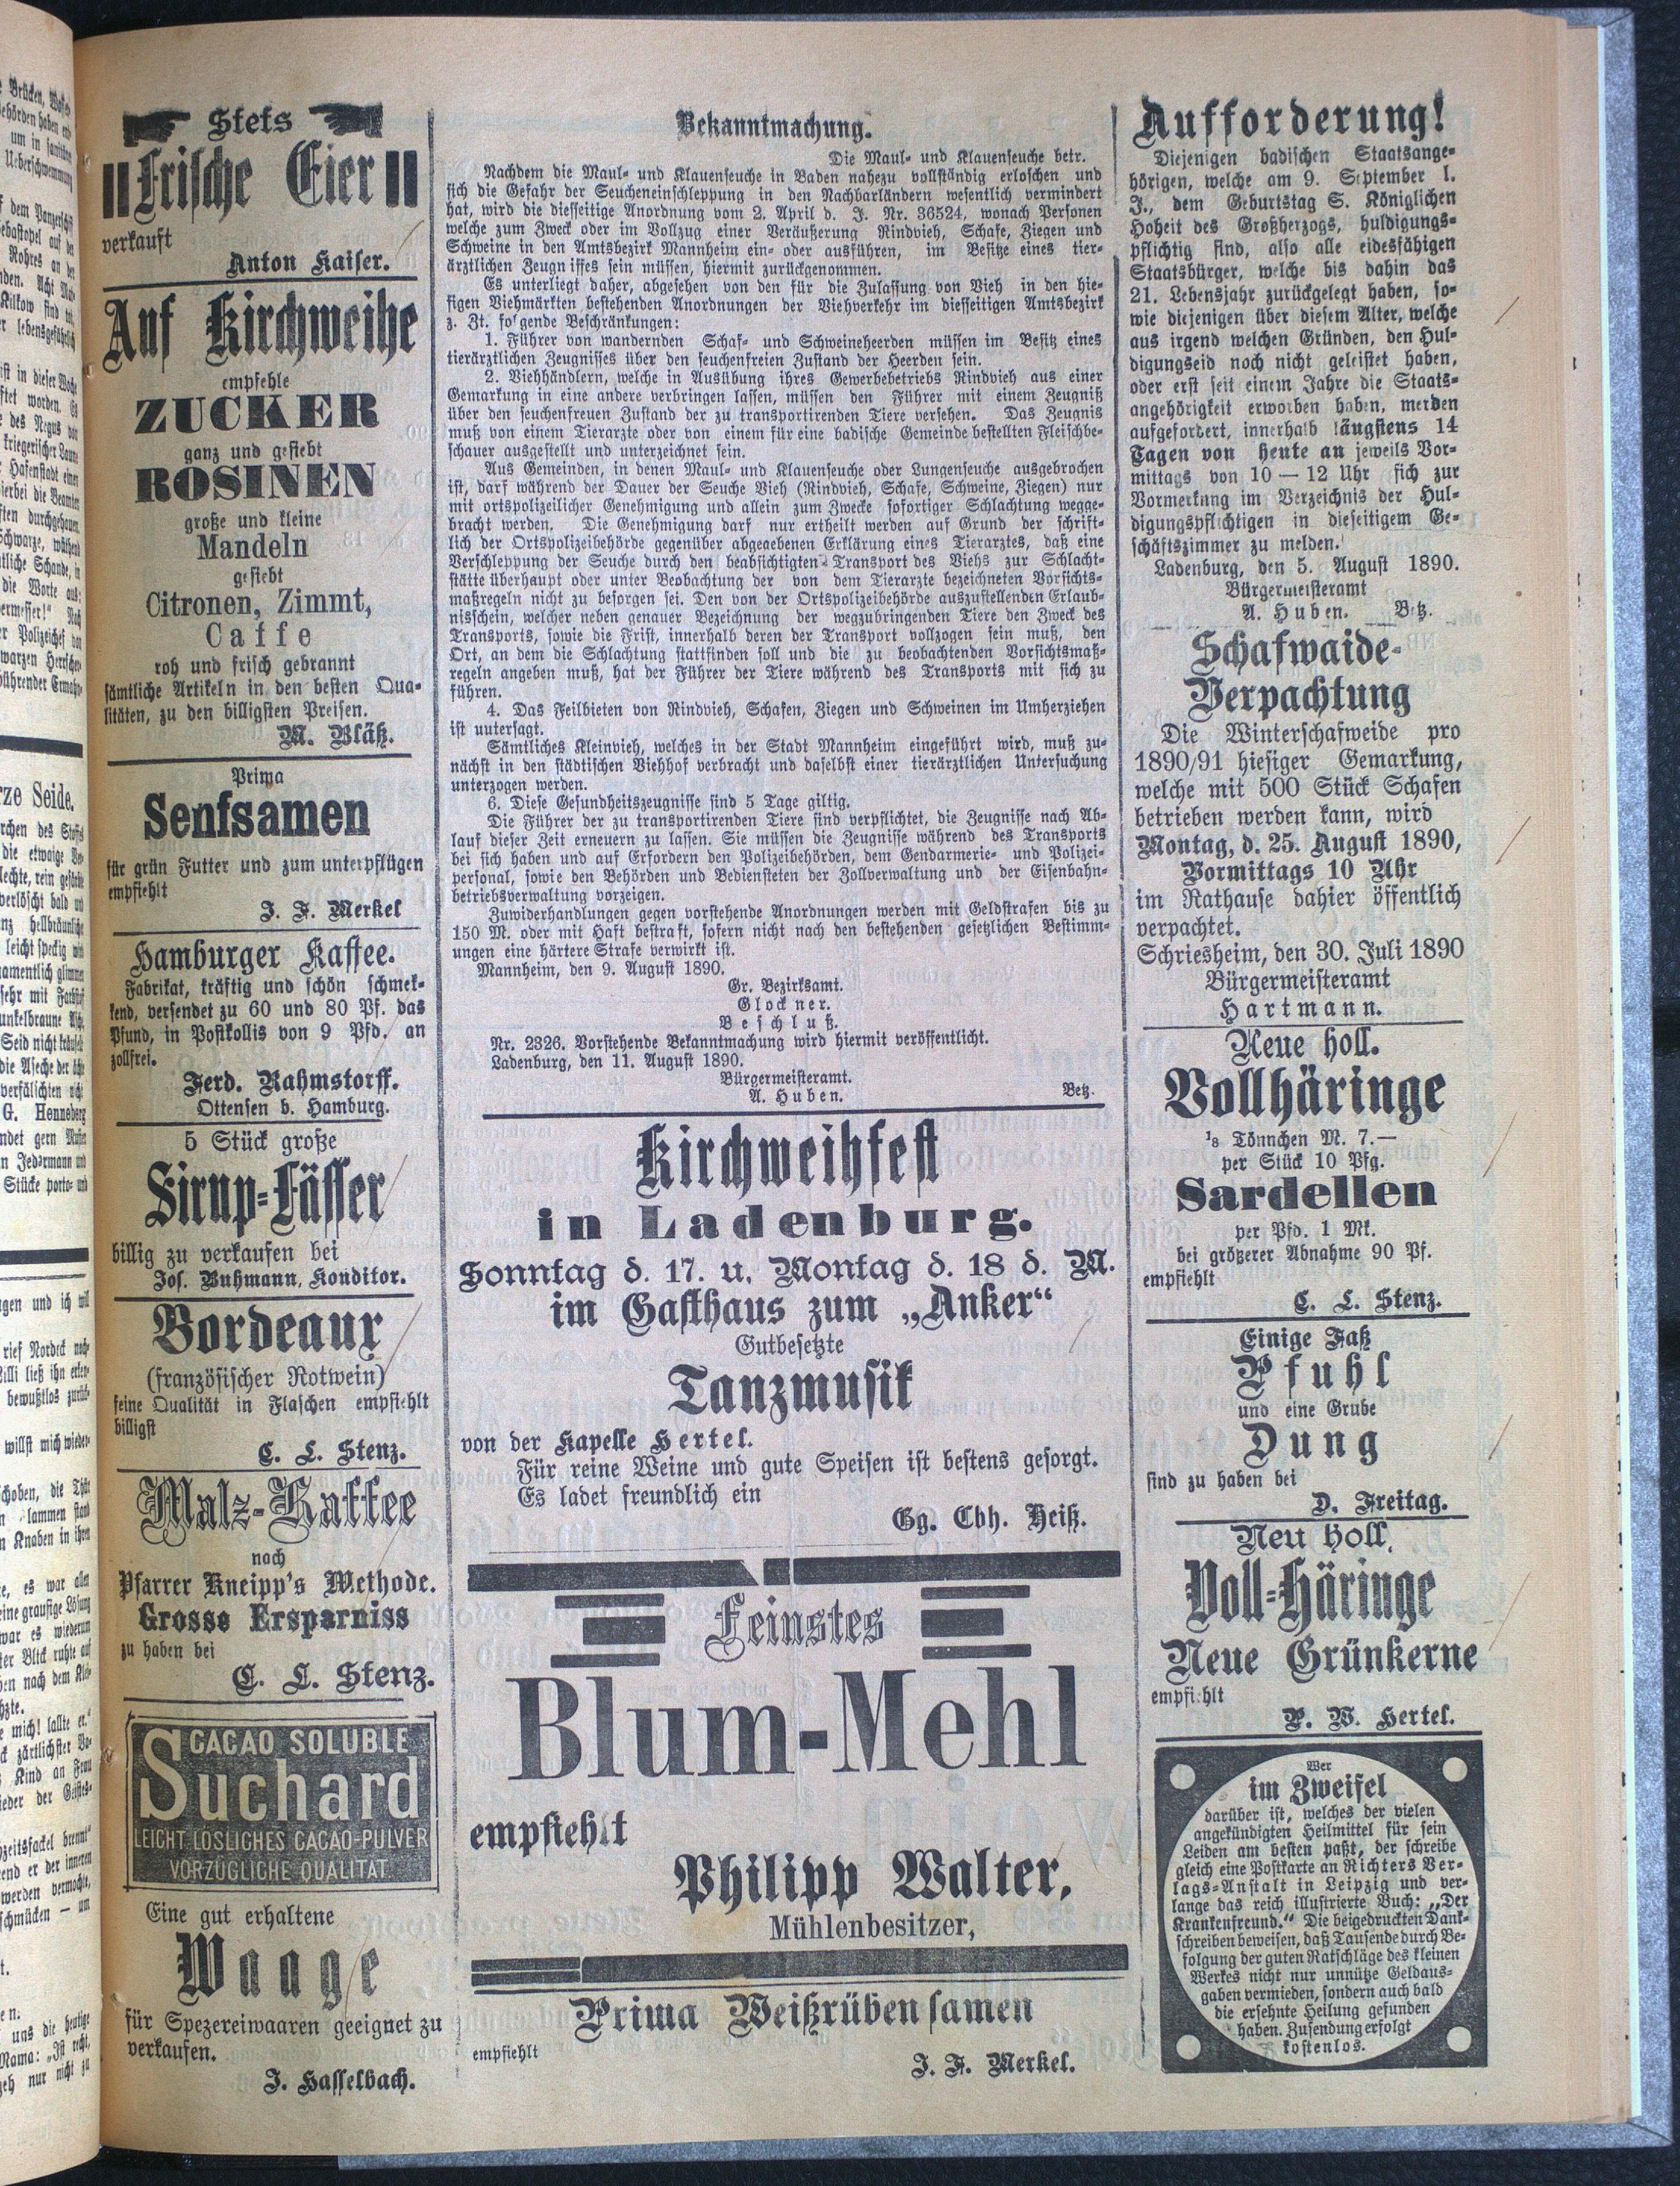 Stets
frische Eier
verkauft
Anton Kaiser.
Auf Kirchweihe
empfehle
ZUCKER
ganz und gestebt
ROSINEN
große und kleine
Mandeln
gestebt
Citronen, Zimmt,
Caffe
roh und frisch gebrannt
sämtliche Artikeln in den besten Qua-
litäten, zu den billigsten Preisen.
M. Bläß.
Prima
Senfsamen
für grün Futter und zum unterpflügen
empfiehlt
J. F. Merkel
Hamburger Kaffee.
Fabrikat, kräftig und schön schmek-
kend, versendet zu 60 und 80 Pf. das
Pfund, in Postkollis von 9 Pfd. an
zollfrei.
Ferd. Rahmstorff.
Ottensen b. Hamburg.
5 Stück große
Sirup-Fässer
billig zu verkaufen bei
Jos. Bußmann, Konditor.
Bordeaux
(französischer Rotwein)
feine Qualität in Flaschen empfiehlt
billigst
C. L. Stenz.
Malz-Kaffee
nach
Pfarrer Kneipp's Methode.
Grosse Ersparniss
zu haben bei
C. L. Stenz.
CACAO SOLUBLE
Suchard
LEICHT LÖSLICHES CACAO-PULVER
VORZÜGLICHE QUALITÄT
Eine gut erhaltene
Waage
für Spezereiwaaren geeignet zu
verkaufen.
J. Hasselbach.
Bekanntmachung.
Die Maul- und Klauenseuche betr.
Nachdem die Maul- und Klauenseuche in Baden nahezu vollständig erloschen und
sich die Gefahr der Seucheneinschleppung in den Nachbarländern wesentlich vermindert
hat, wird die diesseitige Anordnung vom 2. April d. J. Nr. 36524, wonach Personen
welche zum Zweck oder im Vollzug einer Veräußerung Rindvieh, Schafe, Ziegen und
Schweine in den Amtsbezirk Mannheim ein- oder ausführen, im Besitze eines tier-
ärztlichen Zeugnisses sein müssen, hiermit zurückgenommen.
Es unterliegt daher, abgesehen von den für die Zulassung von Vieh in den hie-
sigen Viehmärkten bestehenden Anordnungen der Viehverkehr im diesseitigen Amtsbezirk
z. Zt. folgende Beschränkungen:
1. Führer von wandernden Schaf- und Schweineheerden müssen im Besitz eines
tierärztlichen Zeugnisses über den seuchenfreien Zustand der Heerden sein.
2. Viehhändlern, welche in Ausübung ihres Gewerbebetriebs Rindvieh aus einer
Gemarkung in eine andere verbringen lassen, müssen den Führer mit einem Zeugniß
über den seuchenfreuen Zustand der zu transportirenden Tiere versehen. Das Zeugnis
muß von einem Tierarzte oder von einem für eine badische Gemeinde bestellten Fleischbe-
schauer ausgestellt und unterzeichnet sein.
Aus Gemeinden, in denen Maul- und Klauenseuche oder Lungenseuche ausgebrochen
ist, darf während der Dauer der Seuche Vieh (Rindvieh, Schafe, Schweine, Ziegen) nur
mit ortspolizeilicher Genehmigung und allein zum Zwecke sofortiger Schlachtung wegge-
bracht werden. Die Genehmigung darf nur ertheilt werden auf Grund der schrift-
lich der Ortspolizeibehörde gegenüber abgegebenen Erklärung eines Tierarztes, daß eine
Verschleppung der Seuche durch den beabsichtigten Transport des Viehs zur Schlacht-
stätte überhaupt oder unter Beobachtung der vohs dem Tierarzte bezeichneten Vorsichts-
maßregeln nicht zu besorgen sei. Den von der Ortspolizeibehörde auszustellenden Erlaub-
nisschein, welcher neben genauer Bezeichnung der wegzubringenden Tiere den Zweck des
Transports, sowie die Frist, innerhalb deren der Transport vollzogen sein muß, den
Ort, an dem die Schlachtung stattfinden soll und die zu beobachtenden Vorsichtsmaß-
regeln angeben muß, hat der Führer der Tiere während des Transports mit sich zu
führen.
4. Das Feilbieten von Rindvieh, Schafen, Ziegen und Schweinen im Umherziehen
ist uutersagt.
Sämtliches Kleinvieh, welches in der Stadt Mannheim eingeführt wird, muß zu-
nächst in den städtischen Viehhof verbracht und daselbst einer tierärztlichen Untersuchung
unterzogen werden.
6. Diese Gesundheitszeugnisse sind 5 Tage giltig.
Die Führer der zu transportirenden Tiere sind verpflichtet, die Zeugnisse nach Ab-
lauf dieser Zeit erneuern zu lassen. Sie müssen die Zeugnisse während des Transports
bei sich haben und auf Erfordern den Polizeibehörden, dem Gendarmerie- und Polizei-
personal, sowie den Behörden und Bediensteten der Zollverwaltung und der Eisenbahn-
betriebsverwaltung vorzeigen.
Zuwiderhandlungen gegen vorstehende Anordnungen werden mit Geldstrafen bis zu
150 M. oder mit Haft bestraft, sofern nicht nach den bestehenden gesetzlichen Bestimm-
ungen eine härtere Strafe verwirkt ist.
Mannheim, den 9. August 1890.
Gr. Bezirksamt.
Glockner.
Beschluß.
Nr. 2326. Vorstehende Bekanntmachung wird hiermit veröffentlicht.
Ladenburg, den 11. August 1890.
Bürgermeisteramt.
A. Huben. Betz.
Kirchweihfest
in Ladenburg.
Sonntag d. 17. u. Montag d. 18 d. M.
im Gasthaus zum „Anker“
Gutbesetzte
Tanzmusik
von der Kapelle Hertel.
Für reine Weine und gute Speisen ist bestens gesorgt.
Es ladet freundlich ein
Gg. Chh. Heiß.
Feinstes
Blum-Mehl
empfiehlt
Philipp Walter,
Mühlenbesitzer,
Prima Weißrübensamen
empfiehlt
J. F. Merkel.
Aufforderung!
Diejenigen badischen Staatsange-
hörigen, welche am 9. September l.
J., dem Geburtstag S. Königlichen
Hoheit des Großherzogs, huldigungs-
pflichtig sind, also alle eidesfähigen
Staatsbürger, welche bis dahin das
21. Lebensjahr zurückgelegt haben, so-
wie diejenigen über diesem Alter, welche
aus irgend welchen Gründen, den Hul-
digungseid noch nicht geleistet haben,
oder erst seit einem Jahre die Staats-
angehörigkeit erworben haben, werden
aufgefordert, innerhalb längstens 14
Tagen von heute an jeweils Vor-
mittags von 10 — 12 Uhr sich zur
Vormerkung im Verzeichnis der Hul-
digungspflichtigen in dieseitigem Ge-
schäftszimmer zu melden.
Ladenburg, den 5. August 1890.
Bürgermeisteramt
A. Huben. Betz.
Schafwaide-
Verpachtung
Die Winterschafweide pro
1890/91 hiesiger Gemarkung,
welche mit 500 Stück Schafen
betrieben werden kann, wird
Montag, d. 25. August 1890,
Vormittags 10 Uhr
im Rathause dahier öffentlich
verpachtet.
Schriesheim, den 30. Juli 1890
Bürgermeisteramt
Hartmann.
Neue holl.
Vollhäringe
⅛ Tönnchen M. 7.—
per Stück 10 Pfg.
Sardellen
per Pfd. 1 Mk.
bei größerer Abnahme 90 Pf.
empfiehlt
C. L. Stenz.
Einige Faß
Pfuhl
und eine Grube
Dung
sind zu haben bei
D. Freitag.
Neu holl.
Voll-Häringe
Neue Grünkerne
empfiehlt
P. W. Hertel.
Wer
im Zweifel
darüber ist, welches der vielen
angekündigten Heilmittel für sein
Leiden am besten paßt, der schreibe
gleich eine Postkarte an Richters Ver-
lags-Anstalt in Leipzig und ver-
lange das reich illustrierte Buch: „Der
Krankenfreund.“ Die beigedruckten Dank-
schreiben beweisen, daß Tausende durch Be-
folgung der guten Ratschläge des kleinen
Werkes nicht nur unnütze Geldaus-
gaben vermieden, sondern auch bald
die ersehnte Heilung gefunden
haben. Zusendung erfolgt
kostenlos.